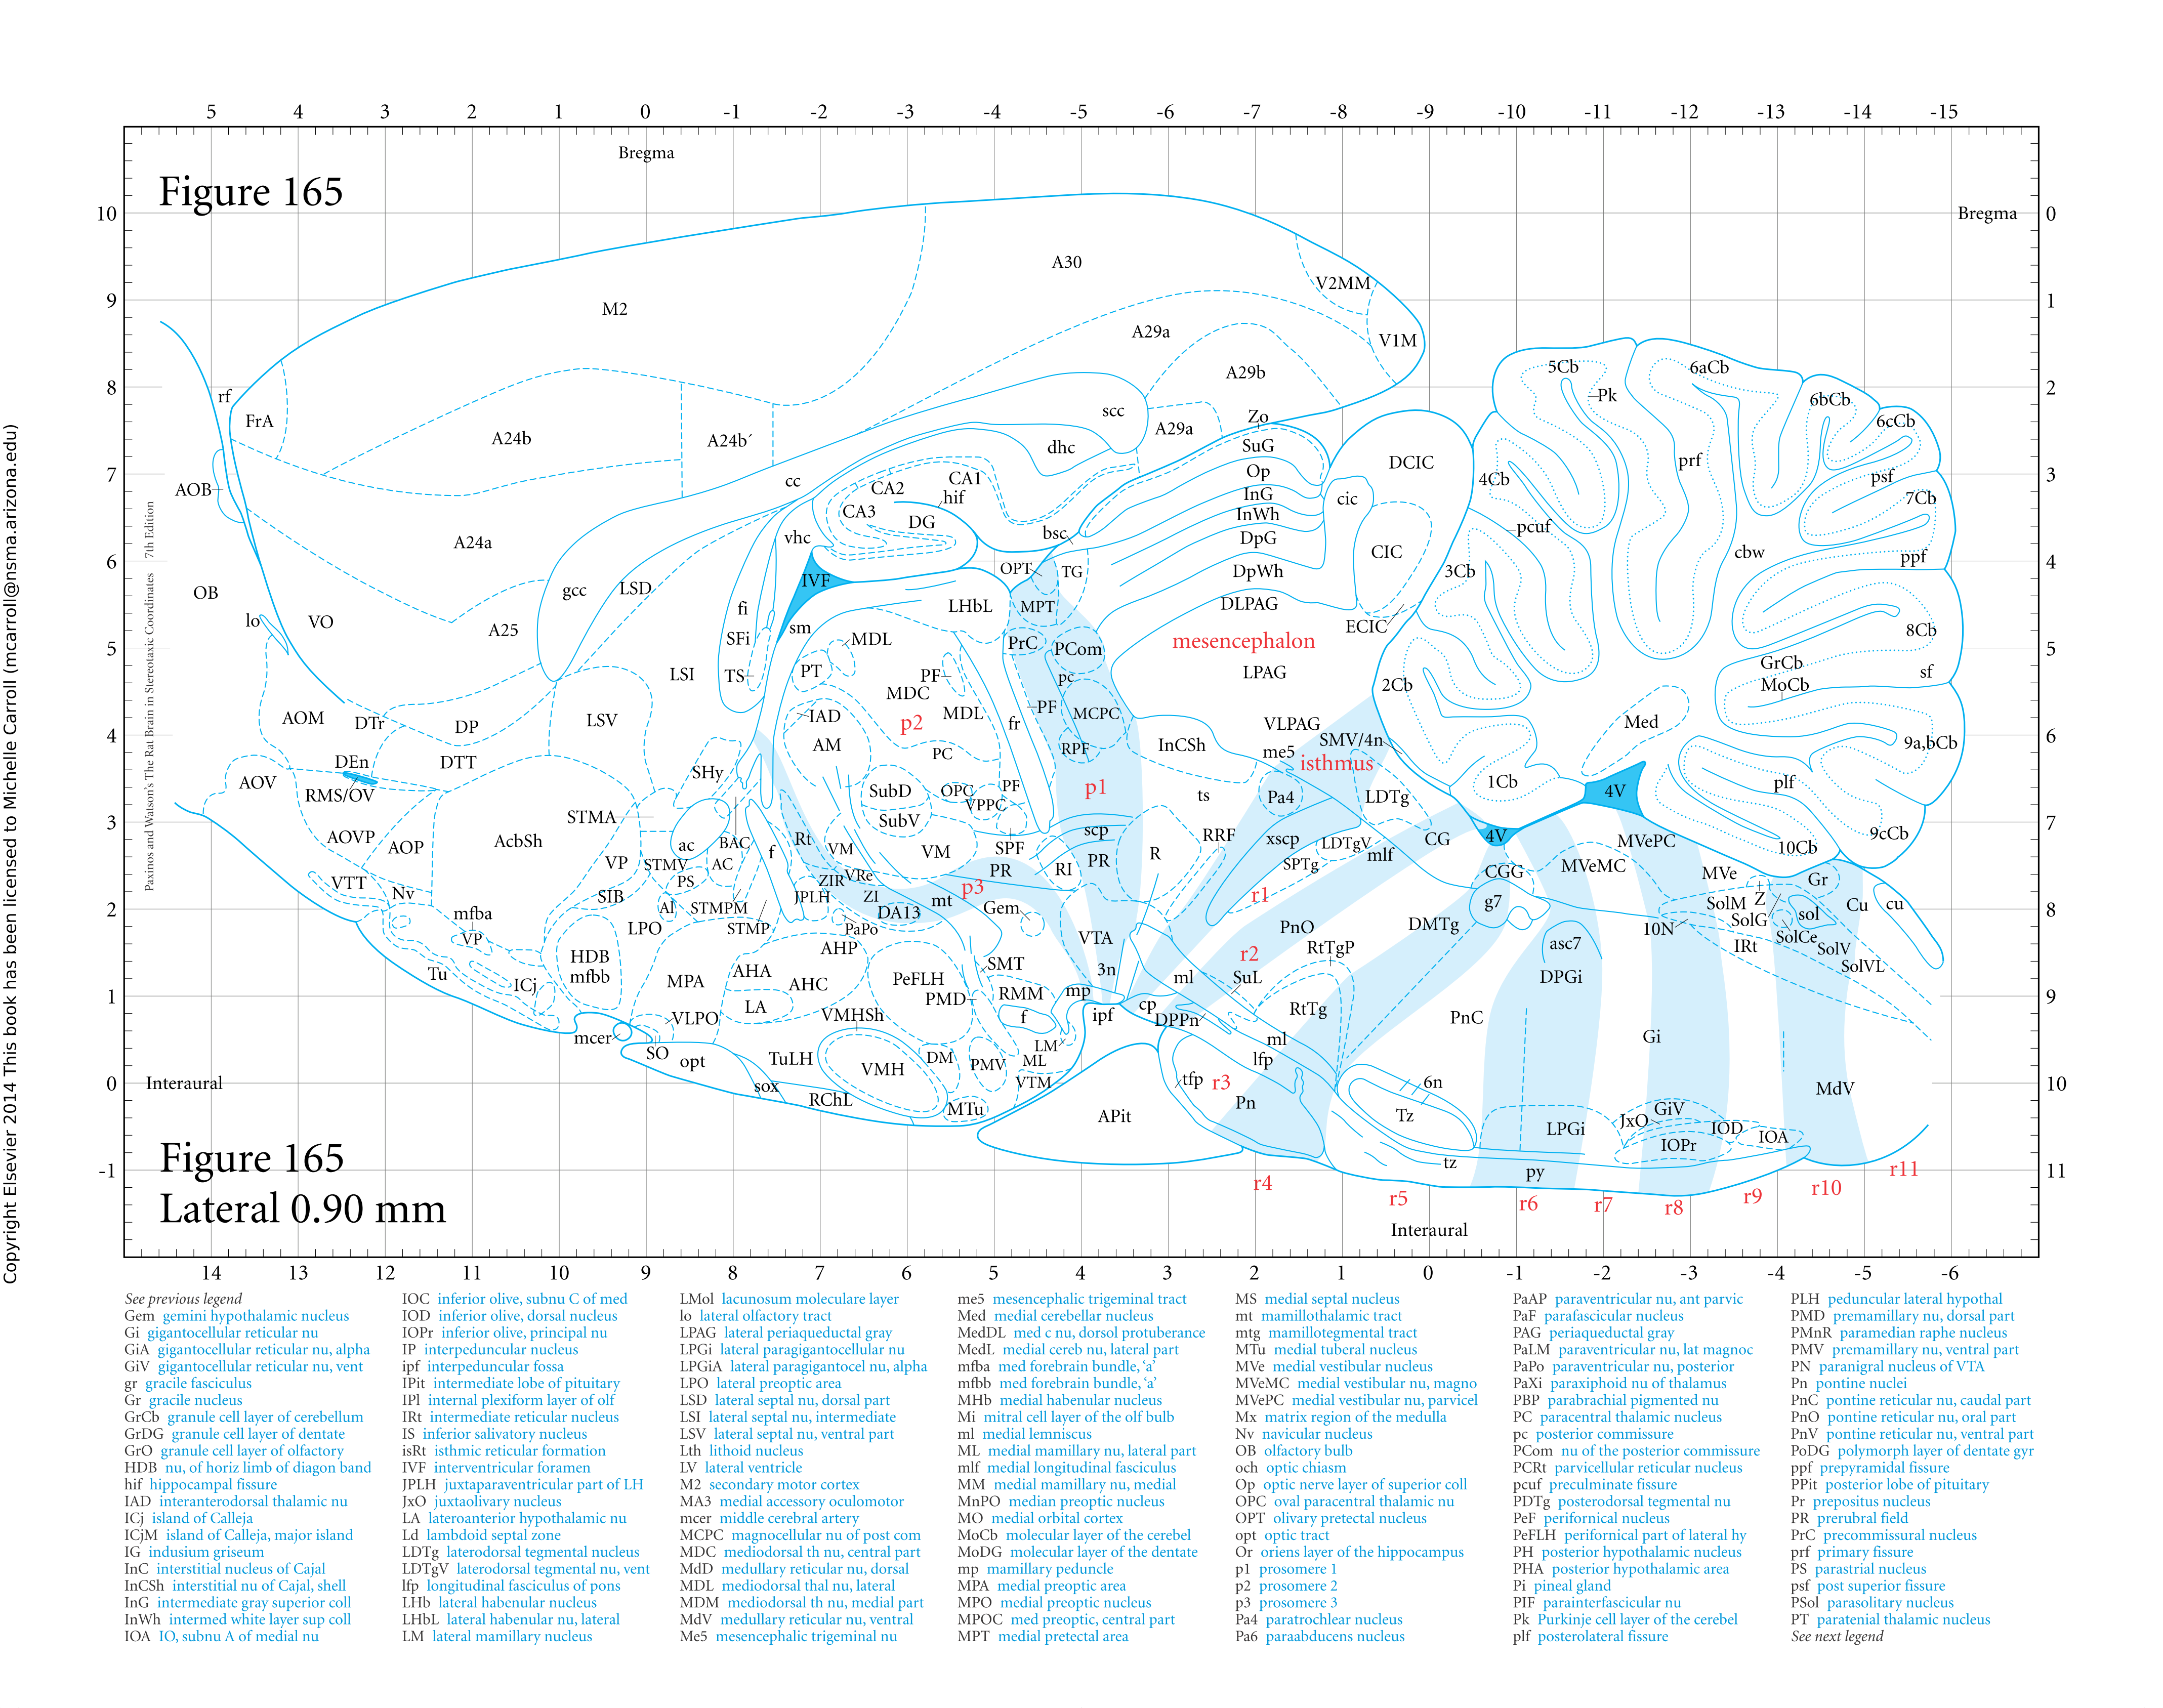 5 4 3 2 1 0 -1 -2 -3 -4 -5 -6 -7 -8 -9 -10 -11 -12 -13 -14 -15
Bregma
Figure 165
10 0 Bregma
A30
V2MM
9 1
M2
A29a V1M
5Cb 6aCb
A29b
8 2
rf Pk 6bCb
FrA scc Zo 6cCb
A24b A24b´ dhc A29a SuG
DCIC prf
7 3
cc CA1 Op 4Cb psf
AOB CA2 hif InG cic 7Cb
CA3 DG InWh pcuf
A24a vhc bsc DpG CIC cbw
6 ppf 4
OPT TG DpWh 3Cb
IVF
OB gcc LSD
fi LHbL MPT DLPAG
lo VO A25 SFi sm MDL PrC PCom mesencephalon ECIC 8Cb
5 5
LSI TS PT PF pc LPAG GrCb sf
MDC 2Cb MoCb
AOM DTr DP LSV IAD p2 MDL fr PF MCPC VLPAG Med
4 6
AM PC RPF InCSh me5 SMV/4n 9a,bCb
DEn DTT isthmus
AOV SHy p1 1Cb plf
RMS/OV SubD OPC PF ts Pa4 LDTg 4V
VPPC
STMA SubV
3 7
AOVP AcbSh Rt scp RRF 4V 9cCb
AOP ac BAC f VM VM SPF R xscp LDTgV CG MVePC 10Cb
VP STMV AC PR RI PR SPTg mlf MVeMC
VTT Nv PS ZIR VRe p3 CGG MVe Gr
SIB JPLH ZI mt r1 g7 SolM Z
2 8
mfba AI STMPM DA13 Gem SolG sol Cu cu
LPO STMP PaPo PnO DMTg 10N
VP AHP VTA asc7 IRt SolCe SolV
HDB r2 RtTgP SolVL
Tu mfbb AHA SMT 3n SuL DPGi
ICj MPA AHC PeFLH RMM ml
1 9
LA PMD mp cp RtTg
VLPO VMHSh f ipf DPPn PnC Gi
mcer ml
SO DM LM lfp
opt TuLH VMH PMV ML
0 Interaural 10
sox VTM tfp r3 6n MdV
RChL MTu APit Pn Tz GiV
JxO
LPGi IOD IOA
IOPr
Figure 165
-1 11
tz py r11
Lateral 0.90 mm
r4 r5 r6 r7 r8 r9 r10
Interaural
14 13 12 11 10 9 8 7 6 5 4 3 2 1 0 -1 -2 -3 -4 -5 -6
Paxinos and Watson's The Rat Brain in Stereotaxic Coordinates 7th Edition
Copyright Elsevier 2014 This book has been licensed to Michelle Carroll (mcarroll@nsma.arizona.edu)
See previous legend
Gem gemini hypothalamic nucleus
Gi gigantocellular reticular nu
GiA gigantocellular reticular nu, alpha
GiV gigantocellular reticular nu, vent
gr gracile fasciculus
Gr gracile nucleus
GrCb granule cell layer of cerebellum
GrDG granule cell layer of dentate
GrO granule cell layer of olfactory
HDB nu, of horiz limb of diagon band
hif hippocampal fissure
IAD interanterodorsal thalamic nu
ICj island of Calleja
ICjM island of Calleja, major island
IG indusium griseum
InC interstitial nucleus of Cajal
InCSh interstitial nu of Cajal, shell
InG intermediate gray superior coll
InWh intermed white layer sup coll
IOA IO, subnu A of medial nu
IOC inferior olive, subnu C of med
IOD inferior olive, dorsal nucleus
IOPr inferior olive, principal nu
IP interpeduncular nucleus
ipf interpeduncular fossa
IPit intermediate lobe of pituitary
IPl internal plexiform layer of olf
IRt intermediate reticular nucleus
IS inferior salivatory nucleus
isRt isthmic reticular formation
IVF interventricular foramen
JPLH juxtaparaventricular part of LH
JxO juxtaolivary nucleus
LA lateroanterior hypothalamic nu
Ld lambdoid septal zone
LDTg laterodorsal tegmental nucleus
LDTgV laterodorsal tegmental nu, vent
lfp longitudinal fasciculus of pons
LHb lateral habenular nucleus
LHbL lateral habenular nu, lateral
LM lateral mamillary nucleus
LMol lacunosum moleculare layer
lo lateral olfactory tract
LPAG lateral periaqueductal gray
LPGi lateral paragigantocellular nu
LPGiA lateral paragigantocel nu, alpha
LPO lateral preoptic area
LSD lateral septal nu, dorsal part
LSI lateral septal nu, intermediate
LSV lateral septal nu, ventral part
Lth lithoid nucleus
LV lateral ventricle
M2 secondary motor cortex
MA3 medial accessory oculomotor
mcer middle cerebral artery
MCPC magnocellular nu of post com
MDC mediodorsal th nu, central part
MdD medullary reticular nu, dorsal
MDL mediodorsal thal nu, lateral
MDM mediodorsal th nu, medial part
MdV medullary reticular nu, ventral
Me5 mesencephalic trigeminal nu
me5 mesencephalic trigeminal tract
Med medial cerebellar nucleus
MedDL med c nu, dorsol protuberance
MedL medial cereb nu, lateral part
mfba med forebrain bundle, ‘a’
mfbb med forebrain bundle, ‘a’
MHb medial habenular nucleus
Mi mitral cell layer of the olf bulb
ml medial lemniscus
ML medial mamillary nu, lateral part
mlf medial longitudinal fasciculus
MM medial mamillary nu, medial
MnPO median preoptic nucleus
MO medial orbital cortex
MoCb molecular layer of the cerebel
MoDG molecular layer of the dentate
mp mamillary peduncle
MPA medial preoptic area
MPO medial preoptic nucleus
MPOC med preoptic, central part
MPT medial pretectal area
MS medial septal nucleus
mt mamillothalamic tract
mtg mamillotegmental tract
MTu medial tuberal nucleus
MVe medial vestibular nucleus
MVeMC medial vestibular nu, magno
MVePC medial vestibular nu, parvicel
Mx matrix region of the medulla
Nv navicular nucleus
OB olfactory bulb
och optic chiasm
Op optic nerve layer of superior col
OPC oval paracentral thalamic nu
OPT olivary pretectal nucleus
opt optic tract
Or oriens layer of the hippocampus
p1 prosomere 1
p2 prosomere 2
p3 prosomere 3
Pa4 paratrochlear nucleus
Pa6 paraabducens nucleus
PaAP paraventricular nu, ant parvic
PaF parafascicular nucleus
PAG periaqueductal gray
PaLM paraventricular nu, lat magnoc
PaPo paraventricular nu, posterior
PaXi paraxiphoid nu of thalamus
PBP parabrachial pigmented nu
PC paracentral thalamic nucleus
pc posterior commissure
PCom nu of the posterior commissure
PCRt parvicellular reticular nucleus
pcuf preculminate fissure
PDTg posterodorsal tegmental nu
PeF perifornical nucleus
PeFLH perifornical part of lateral hy
PH posterior hypothalamic nucleus
PHA posterior hypothalamic area
Pi pineal gland
PIF parainterfascicular nu
Pk Purkinje cell layer of the cerebel
plf posterolateral fissure
PLH peduncular lateral hypothal
PMD premamillary nu, dorsal part
PMnR paramedian raphe nucleus
PMV premamillary nu, ventral part
PN paranigral nucleus of VTA
Pn pontine nuclei
PnC pontine reticular nu, caudal part
PnO pontine reticular nu, oral part
PnV pontine reticular nu, ventral part
PoDG polymorph layer of dentate gyr
ppf prepyramidal fissure
PPit posterior lobe of pituitary
Pr prepositus nucleus
PR prerubral field
PrC precommissural nucleus
prf primary fissure
PS parastrial nucleus
psf post superior fissure
PSol parasolitary nucleus
PT paratenial thalamic nucleus
See next legend